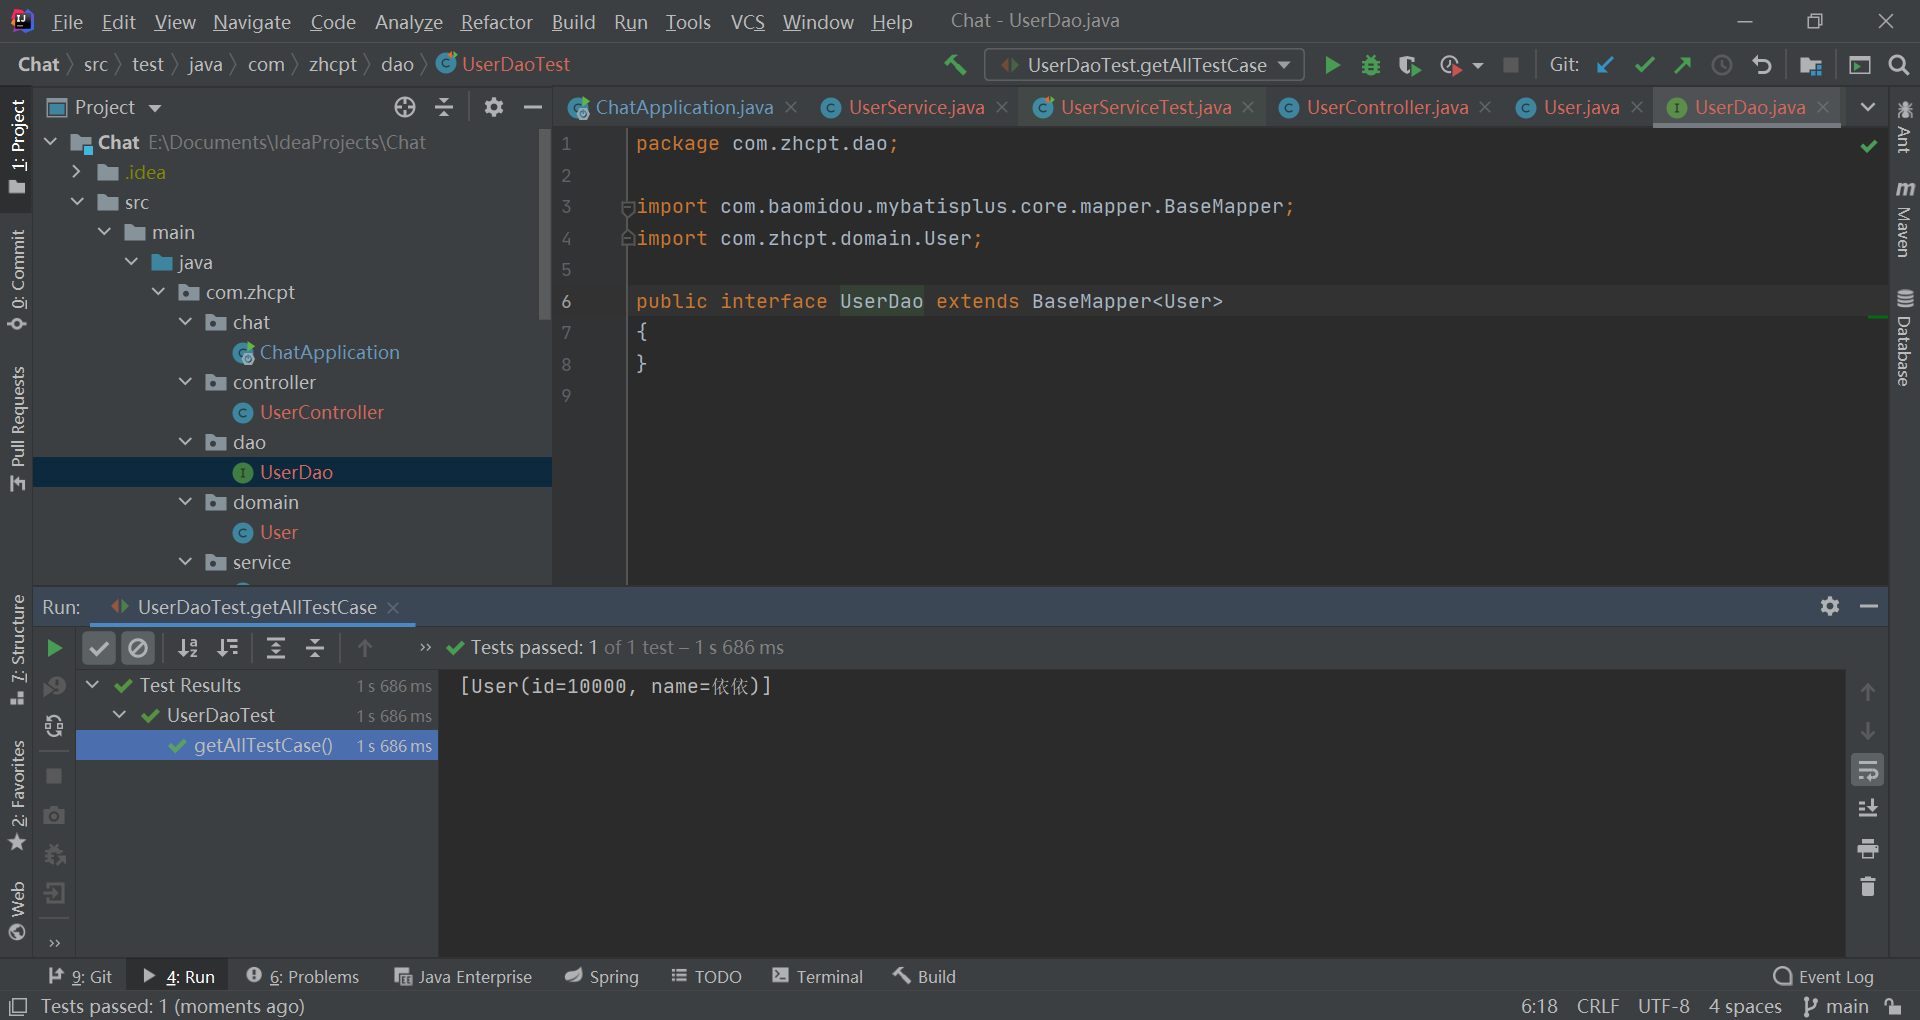 File Edit View Navigate Code Analyze Refactor Build Run Tools VCS Window Help Chat - UserDao.java
Chat src test java com zhcpt dao UserDaoTest UserDaoTest.getAllTestCase Git:
Project
ChatApplication.java UserService.java UserServiceTest.java UserController.java User.java UserDao.java
Chat E:\Documents\IdeaProjects\Chat
.idea
src
main
java
com.zhcpt
chat
ChatApplication
controller
UserController
dao
UserDao
domain
User
service
1 package com.zhcpt.dao;
2
3 import com.baomidou.mybatisplus.core.mapper.BaseMapper;
4 import com.zhcpt.domain.User;
5
6 public interface UserDao extends BaseMapper<User>
7 {
8 }
9
1: Project
0: Commit
Pull Requests
7: Structure
2: Favorites
Web
Ant
Maven
Database
Run: UserDaoTest.getAllTestCase
Tests passed: 1 of 1 test – 1 s 686 ms
Test Results 1 s 686 ms
UserDaoTest 1 s 686 ms
getAllTestCase() 1 s 686 ms
[User(id=10000, name=依依)]
9: Git 4: Run 6: Problems Java Enterprise Spring TODO Terminal Build Event Log
Tests passed: 1 (moments ago) 6:18 CRLF UTF-8 4 spaces main